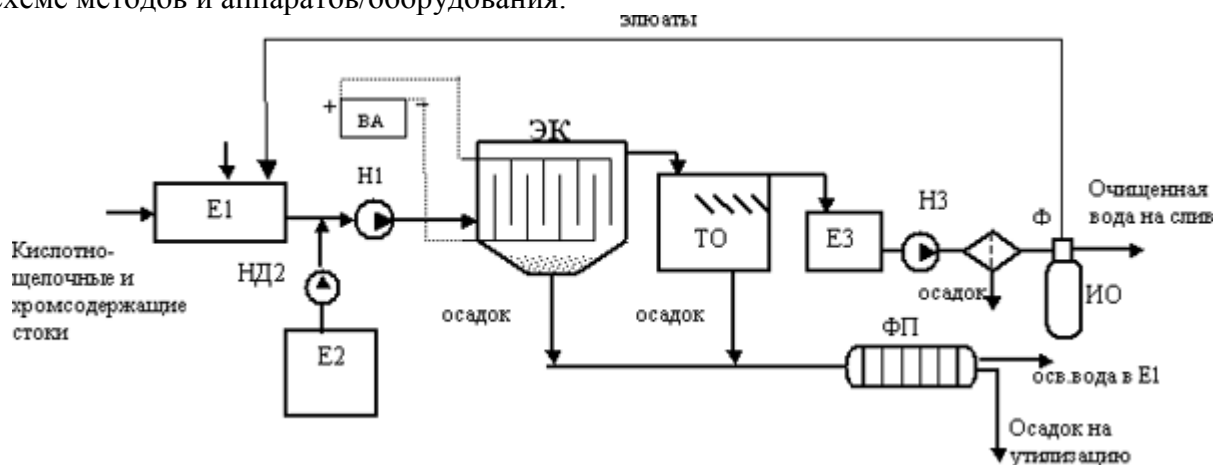 схеме методов и аппаратов/оборудования.
элюаты
+
-
ВА
ЭК
Н1
Е1
Кислотно-
щелочные и
хромсодержащие
стоки
НД2
Е2
ТО
Е3
Н3
Ф
Очищенная
вода на слив
ИО
осадок
осадок
осадок
ФП
осв.вода в Е1
Осадок на
утилизацию